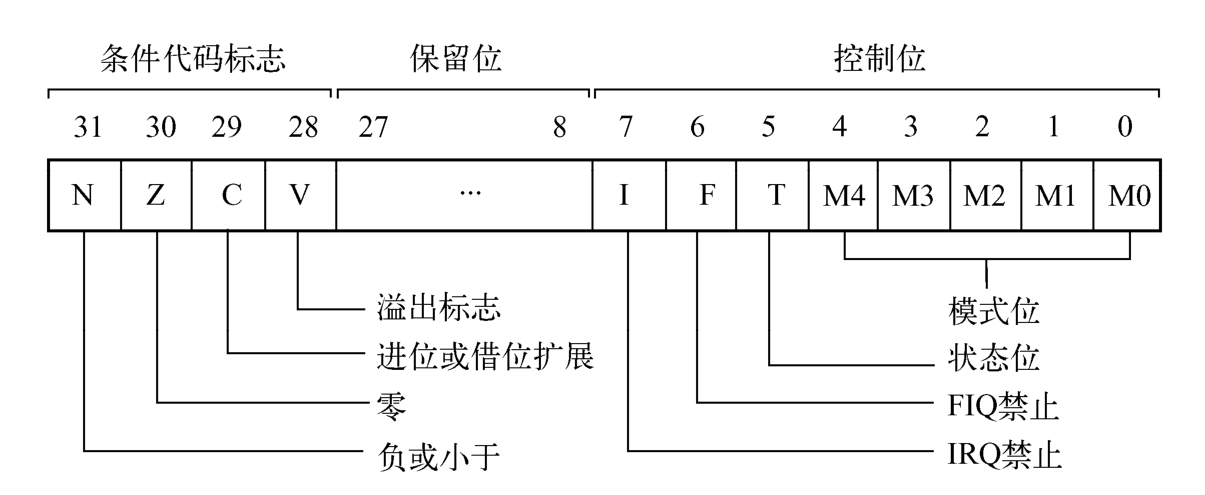 条件代码标志 保留位 控制位
31 30 29 28 27 8 7 6 5 4 3 2 1 0
N Z C V ··· I F T M4 M3 M2 M1 M0
溢出标志
进位或借位扩展
零
负或小于
模式位
状态位
FIQ禁止
IRQ禁止